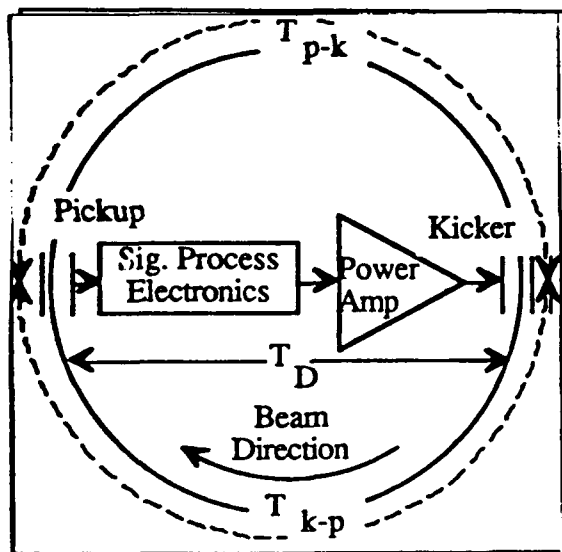 T p-k
Pickup
Kicker
Sig. Process
Electronics
Power
Amp
T D
Beam
Direction
T k-p